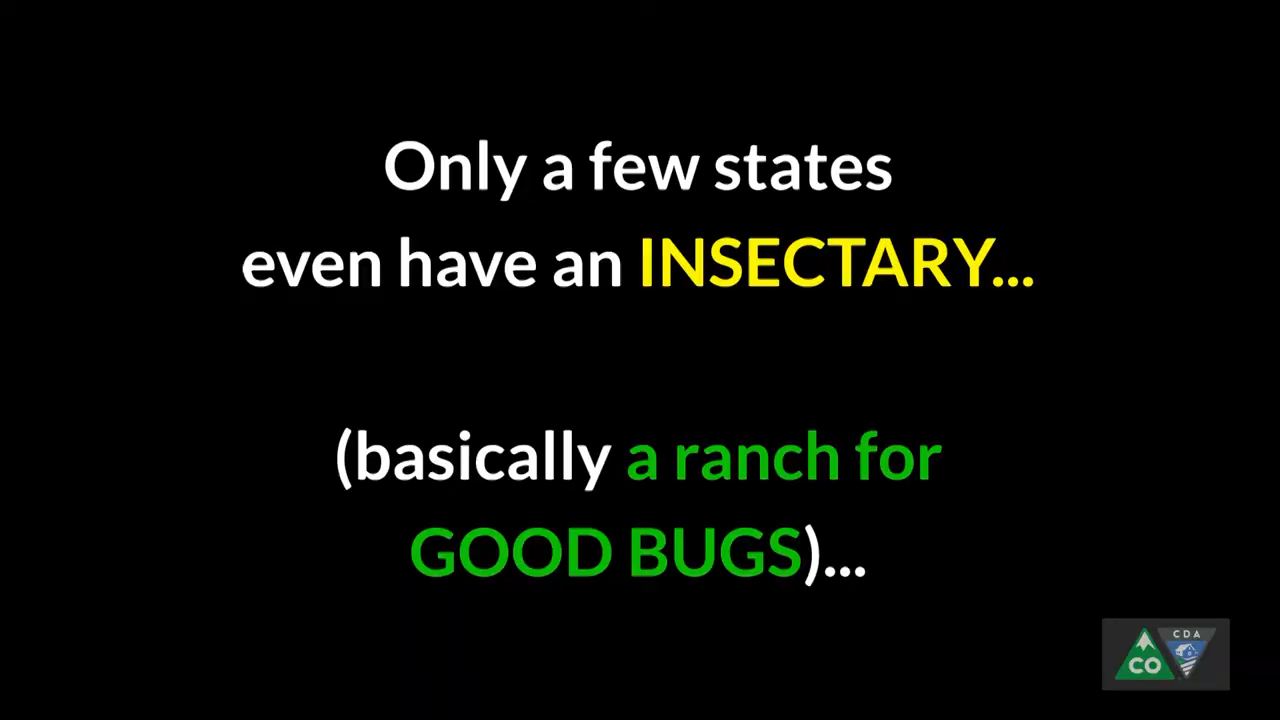 Only a few states
even have an INSECTARY...
(basically a ranch for
GOOD BUGS)...
CO
CDA